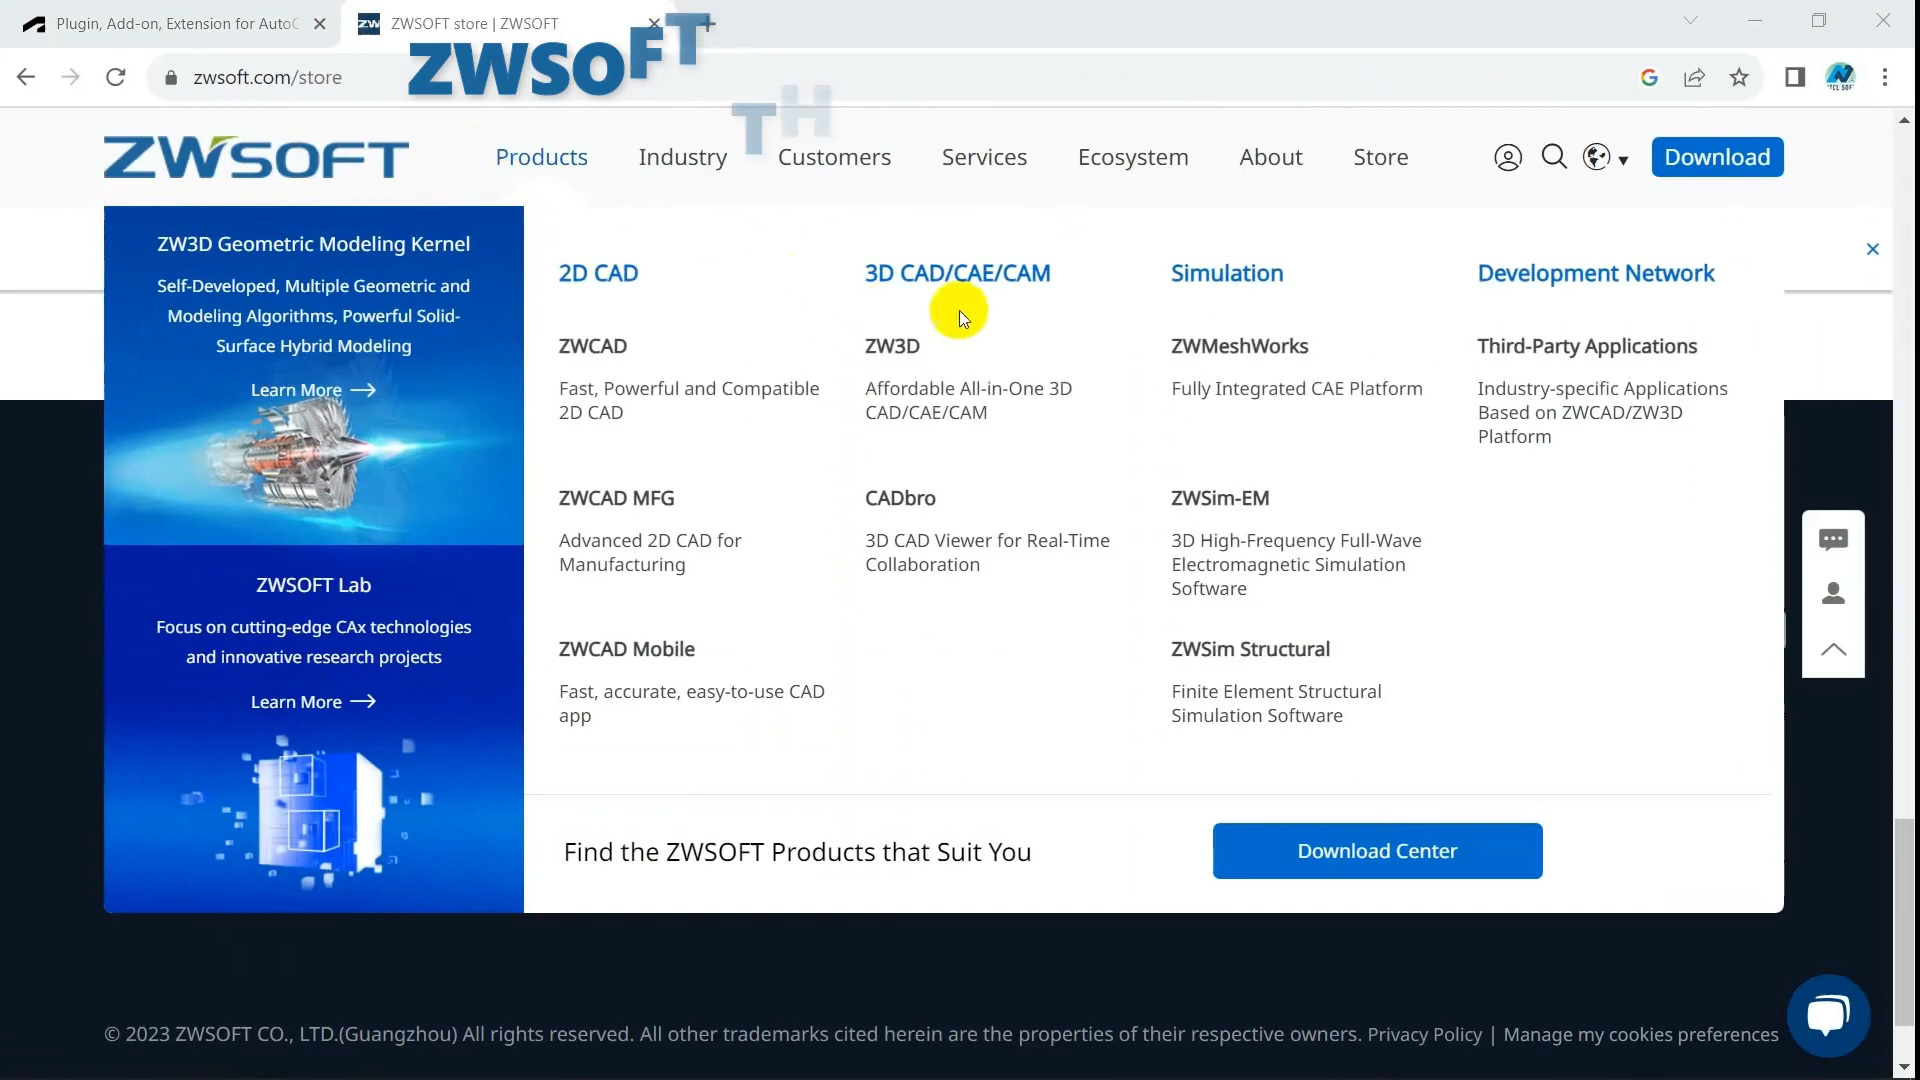 Plugin, Add-on, Extension for AutoC
ZWSOFT store | ZWSOFT
ZWSOFT
TH
zwsoft.com/store
TCL SOFT
ZWSOFT
Products
Industry
Customers
Services
Ecosystem
About
Store
Download
ZW3D Geometric Modeling Kernel
Self-Developed, Multiple Geometric and
Modeling Algorithms, Powerful Solid-
Surface Hybrid Modeling
Learn More
ZWSOFT Lab
Focus on cutting-edge CAx technologies
and innovative research projects
Learn More
2D CAD
ZWCAD
Fast, Powerful and Compatible
2D CAD
ZWCAD MFG
Advanced 2D CAD for
Manufacturing
ZWCAD Mobile
Fast, accurate, easy-to-use CAD
app
3D CAD/CAE/CAM
ZW3D
Affordable All-in-One 3D
CAD/CAE/CAM
CADbro
3D CAD Viewer for Real-Time
Collaboration
Simulation
ZWMeshWorks
Fully Integrated CAE Platform
ZWSim-EM
3D High-Frequency Full-Wave
Electromagnetic Simulation
Software
ZWSim Structural
Finite Element Structural
Simulation Software
Development Network
Third-Party Applications
Industry-specific Applications
Based on ZWCAD/ZW3D
Platform
Find the ZWSOFT Products that Suit You
Download Center
© 2023 ZWSOFT CO., LTD.(Guangzhou) All rights reserved. All other trademarks cited herein are the properties of their respective owners. Privacy Policy | Manage my cookies preferences